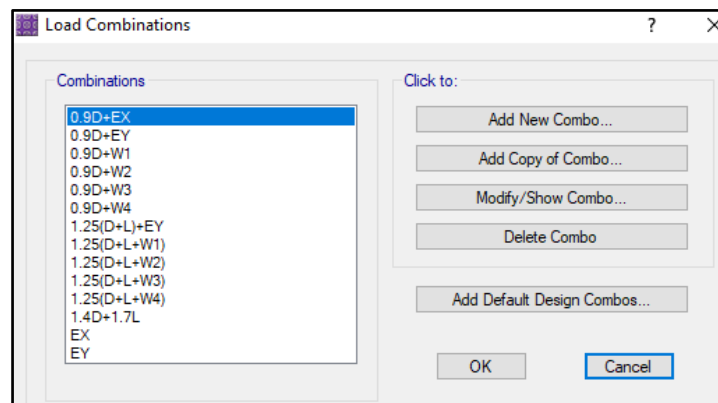 Load Combinations
?
Combinations
0.9D+EX
0.9D+EY
0.9D+W1
0.9D+W2
0.9D+W3
0.9D+W4
1.25(D+L)+EY
1.25(D+L+W1)
1.25(D+L+W2)
1.25(D+L+W3)
1.25(D+L+W4)
1.4D+1.7L
EX
EY
Click to:
Add New Combo...
Add Copy of Combo...
Modify/Show Combo...
Delete Combo
Add Default Design Combos...
OK
Cancel